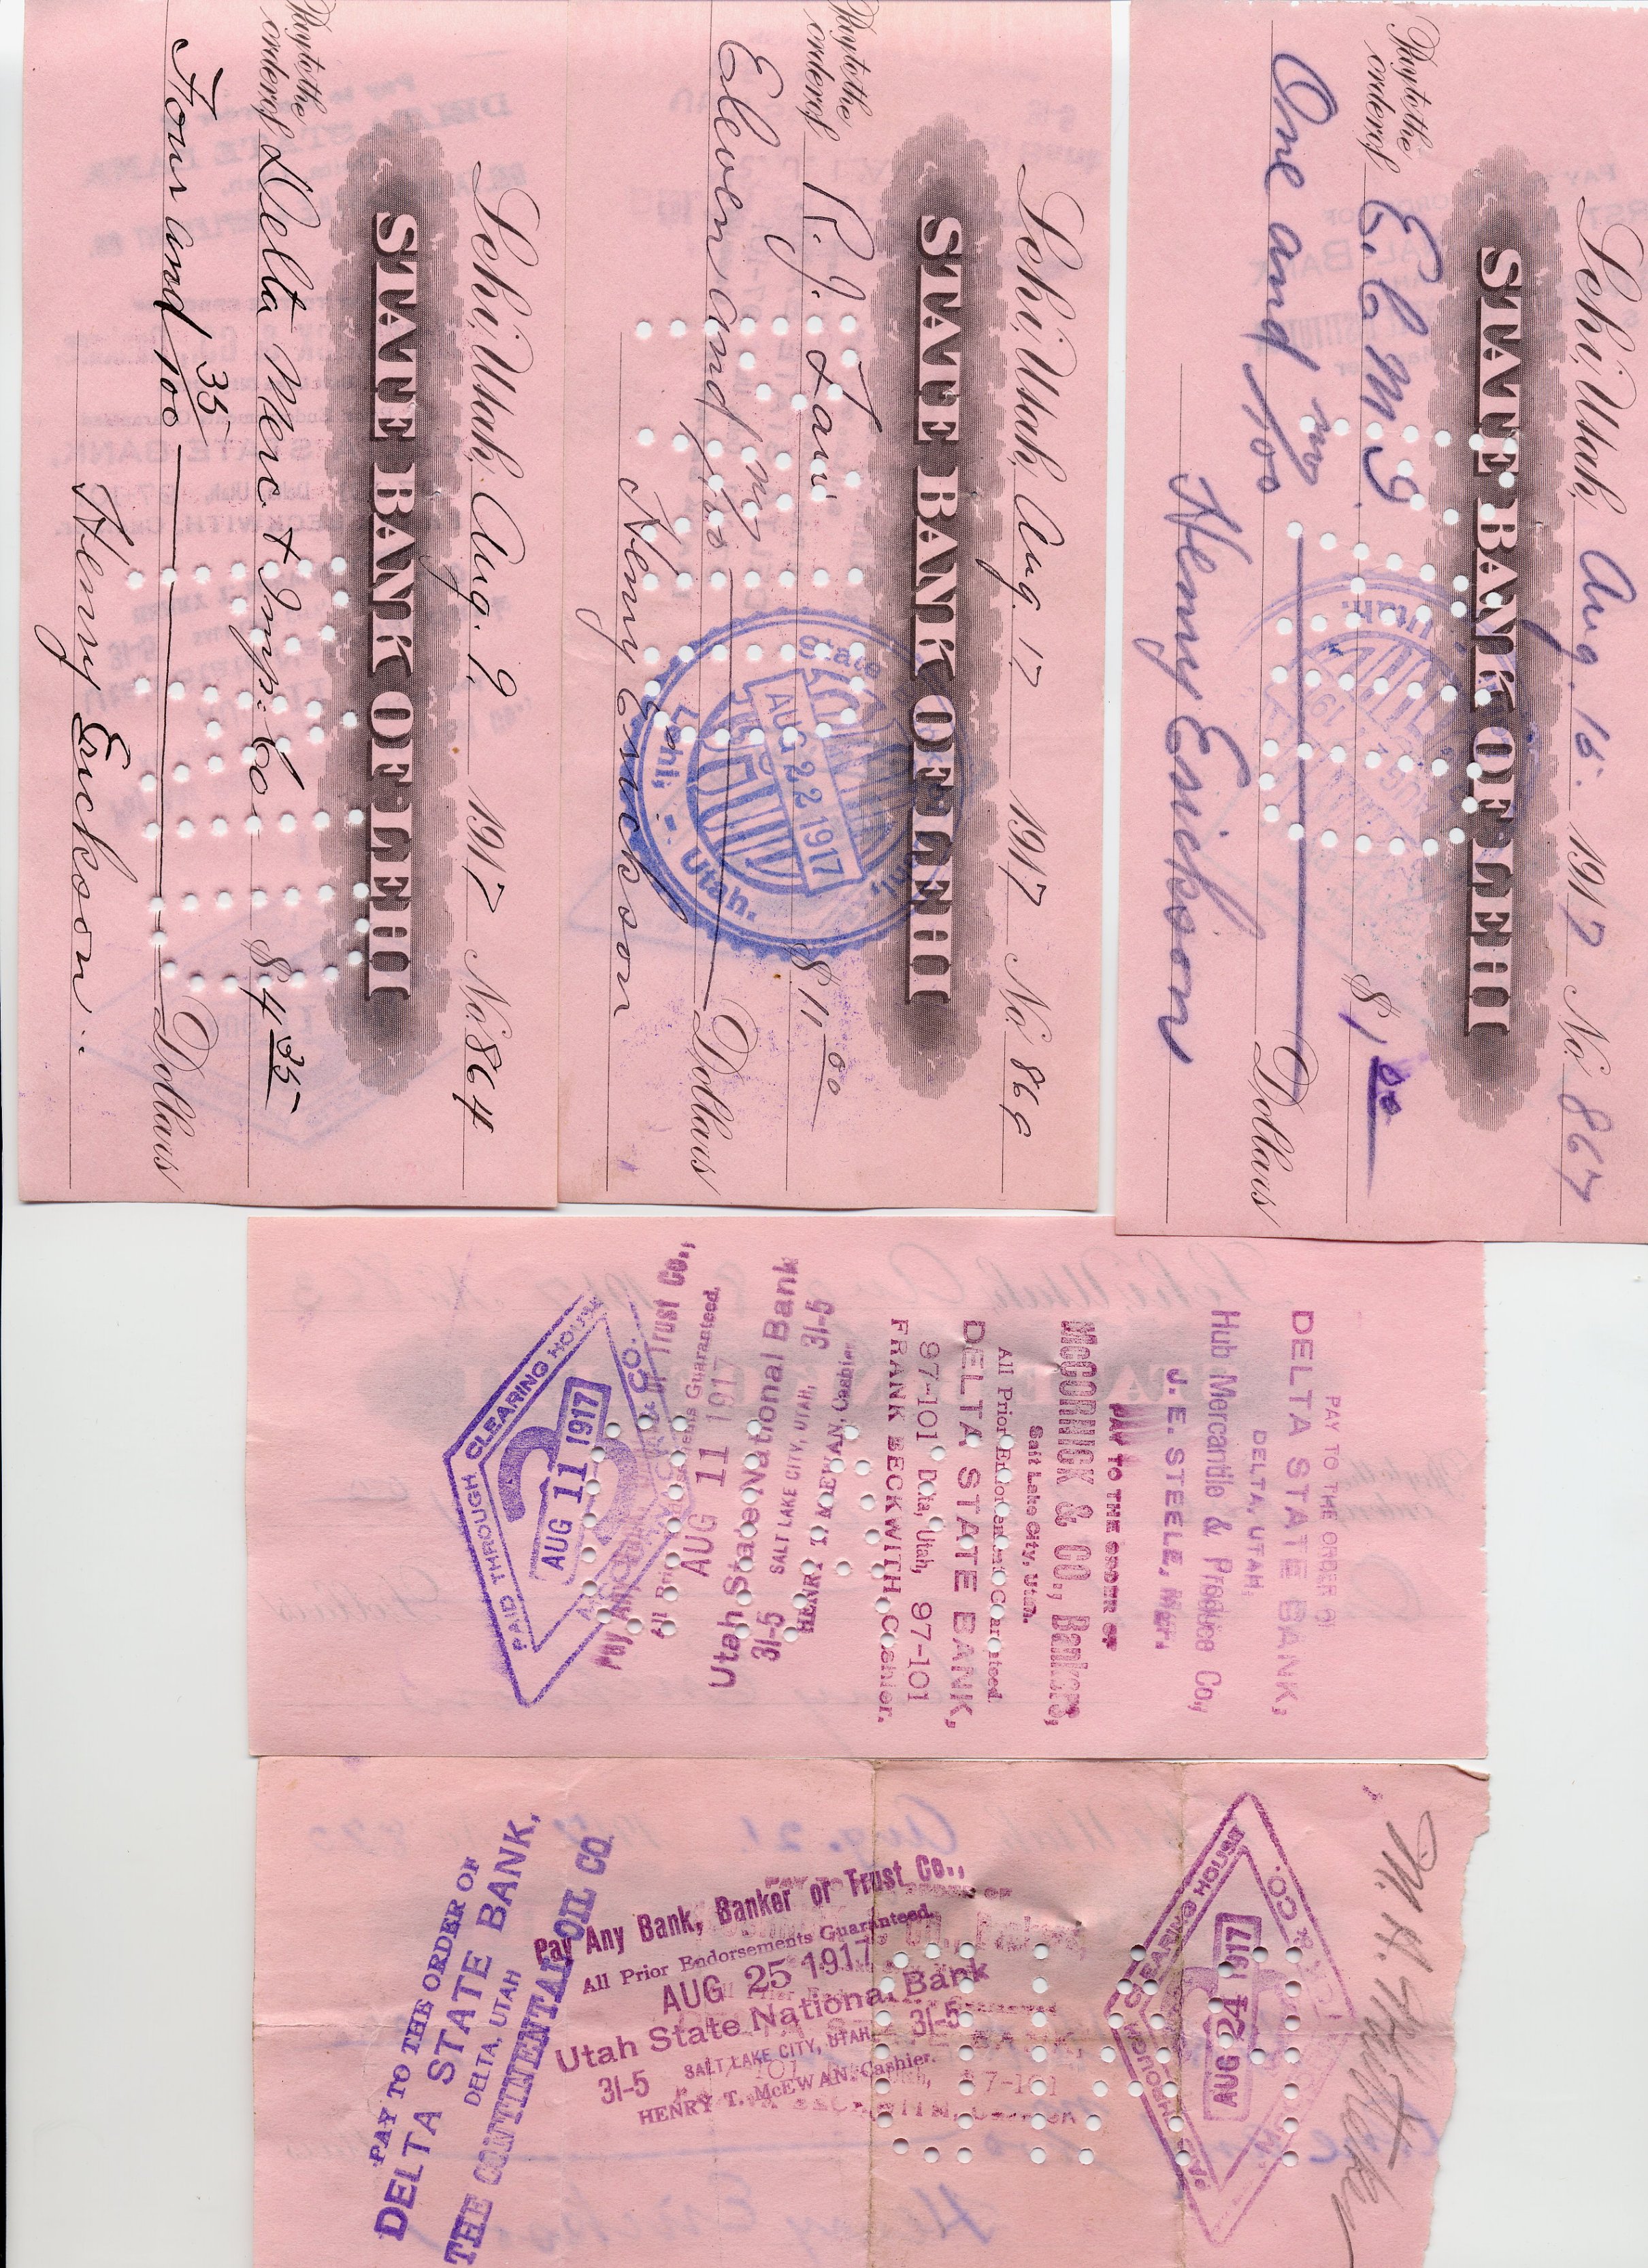 Lehi, Utah, Aug. 16. 1917 No. 867
STATE BANK OF LEHI
Pay to the order of E. C. M. I. $1.00
One and no/100 Dollars
Henry Erickson
Lehi, Utah, Aug. 17 1917 No. 869
STATE BANK OF LEHI
Pay to the order of R. J. Law $11.00
Eleven and no/100 Dollars
Henry Erickson
State Bank
AUG 22 1917
Utah.
Lehi, Utah, Aug. 9, 1917 No. 864
STATE BANK OF LEHI
Pay to the order of Delta Merc + Imp. Co $4.35
Four and 35/100 Dollars
Henry Erickson.
PAY TO THE ORDER OF
DELTA STATE BANK,
DELTA, UTAH,
Hub Mercantile & Produce Co.,
J. E. STEELE, Mgr.
PAY TO THE ORDER OF
McCORNICK & CO., Bankers,
Salt Lake City, Utah.
All Prior Endorsements Guaranteed.
DELTA STATE BANK,
97-101 Delta, Utah, 97-101
FRANK BECKWITH, Cashier.
Pay Any Bank, Banker or Trust Co.,
All Prior Endorsements Guaranteed.
AUG 11 1917
Utah State National Bank
31-5 SALT LAKE CITY, UTAH, 31-5
HENRY T. McEWAN, Cashier
PAID THROUGH CLEARING HOUSE
AUG 11 1917
CO.
M. H. Whittaker
CLEARING HOUSE
AUG 24 1917
CO.
Pay Any Bank, Banker or Trust Co.,
All Prior Endorsements Guaranteed.
AUG 25 1917
Utah State National Bank
31-5 SALT LAKE CITY, UTAH 31-5
HENRY T. McEWAN, Cashier.
PAY TO THE ORDER OF
DELTA STATE BANK,
DELTA, UTAH
THE CONTINENTAL OIL CO.